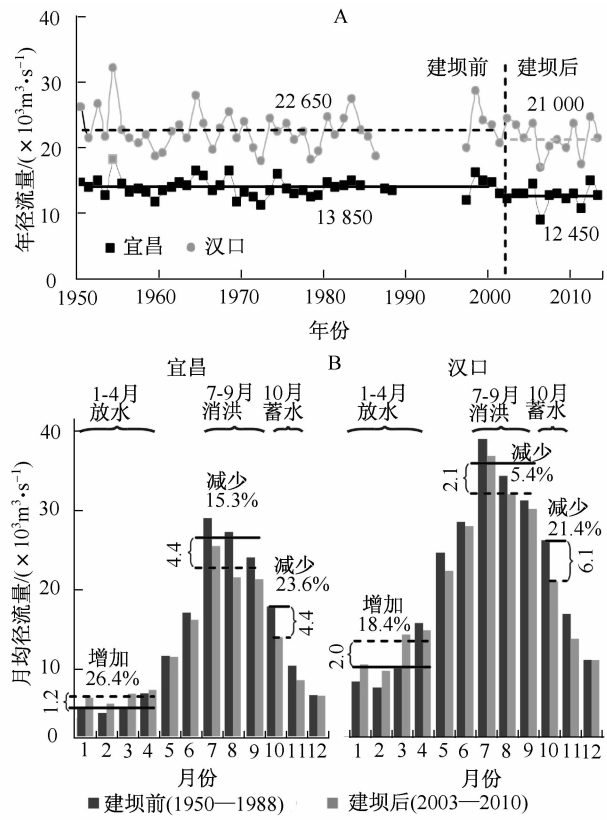 A
年径流量/(×10³m³·s⁻¹)
40
30
20
10
0
建坝前 建坝后
22 650
21 000
13 850
12 450
宜昌 汉口
1950 1960 1970 1980 1990 2000 2010
年份
B
宜昌 汉口
1-4月
放水
7-9月
消洪
10月
蓄水
1-4月
放水
7-9月
消洪
10月
蓄水
月均径流量/(×10³m³·s⁻¹)
40
30
20
10
0
减少
15.3%
4.4
减少
23.6%
4.4
增加
26.4%
1.2
2.1
减少
5.4%
减少
21.4%
6.1
增加
18.4%
2.0
1 2 3 4 5 6 7 8 9 10 11 12
1 2 3 4 5 6 7 8 9 10 11 12
月份 月份
建坝前(1950—1988) 建坝后(2003—2010)